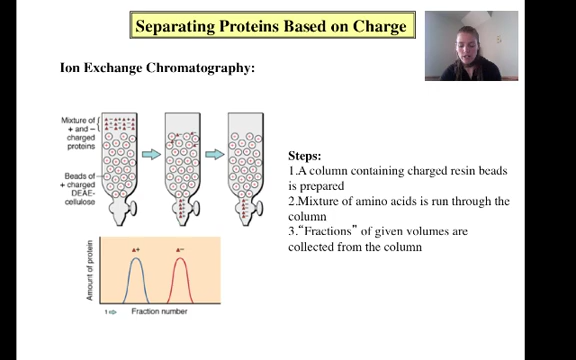 Separating Proteins Based on Charge
Ion Exchange Chromatography:
Mixture of
+ and −
charged
proteins
Beads of
+ charged
DEAE-
cellulose
Steps:
1.A column containing charged resin beads
is prepared
2.Mixture of amino acids is run through the
column
3.“Fractions” of given volumes are
collected from the column
Amount of protein
▲+
▲−
Fraction number